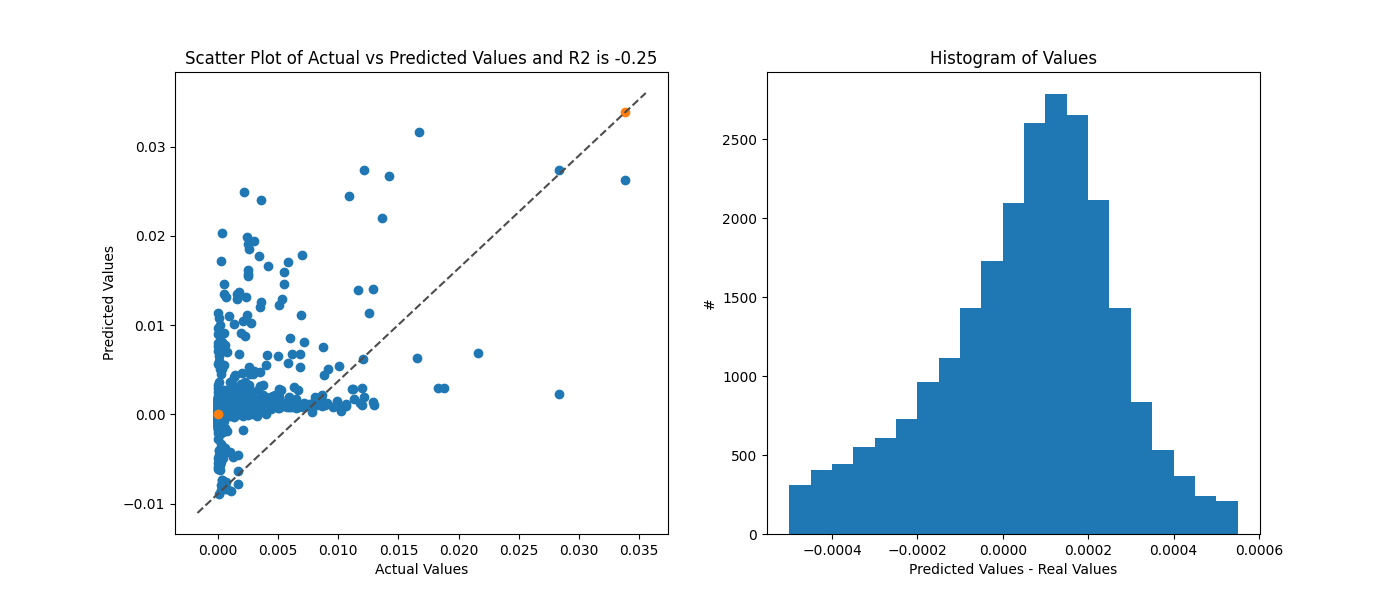 Scatter Plot of Actual vs Predicted Values and R2 is -0.25
Predicted Values
0.03
0.02
0.01
0.00
−0.01
0.000 0.005 0.010 0.015 0.020 0.025 0.030 0.035
Actual Values
Histogram of Values
#
2500
2000
1500
1000
500
0
−0.0004 −0.0002 0.0000 0.0002 0.0004 0.0006
Predicted Values - Real Values